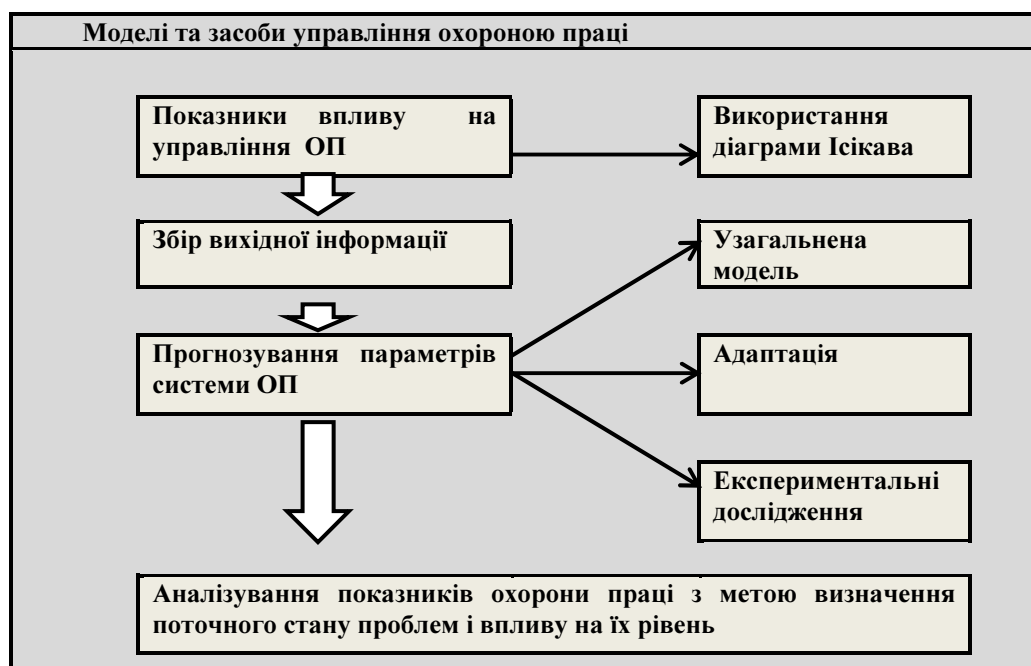 Моделі та засоби управління охороною праці
Показники впливу на
управління ОП
Використання
діаграми Ісікава
Збір вихідної інформації
Узагальнена
модель
Прогнозування параметрів
системи ОП
Адаптація
Експериментальні
дослідження
Аналізування показників охорони праці з метою визначення
поточного стану проблем і впливу на їх рівень